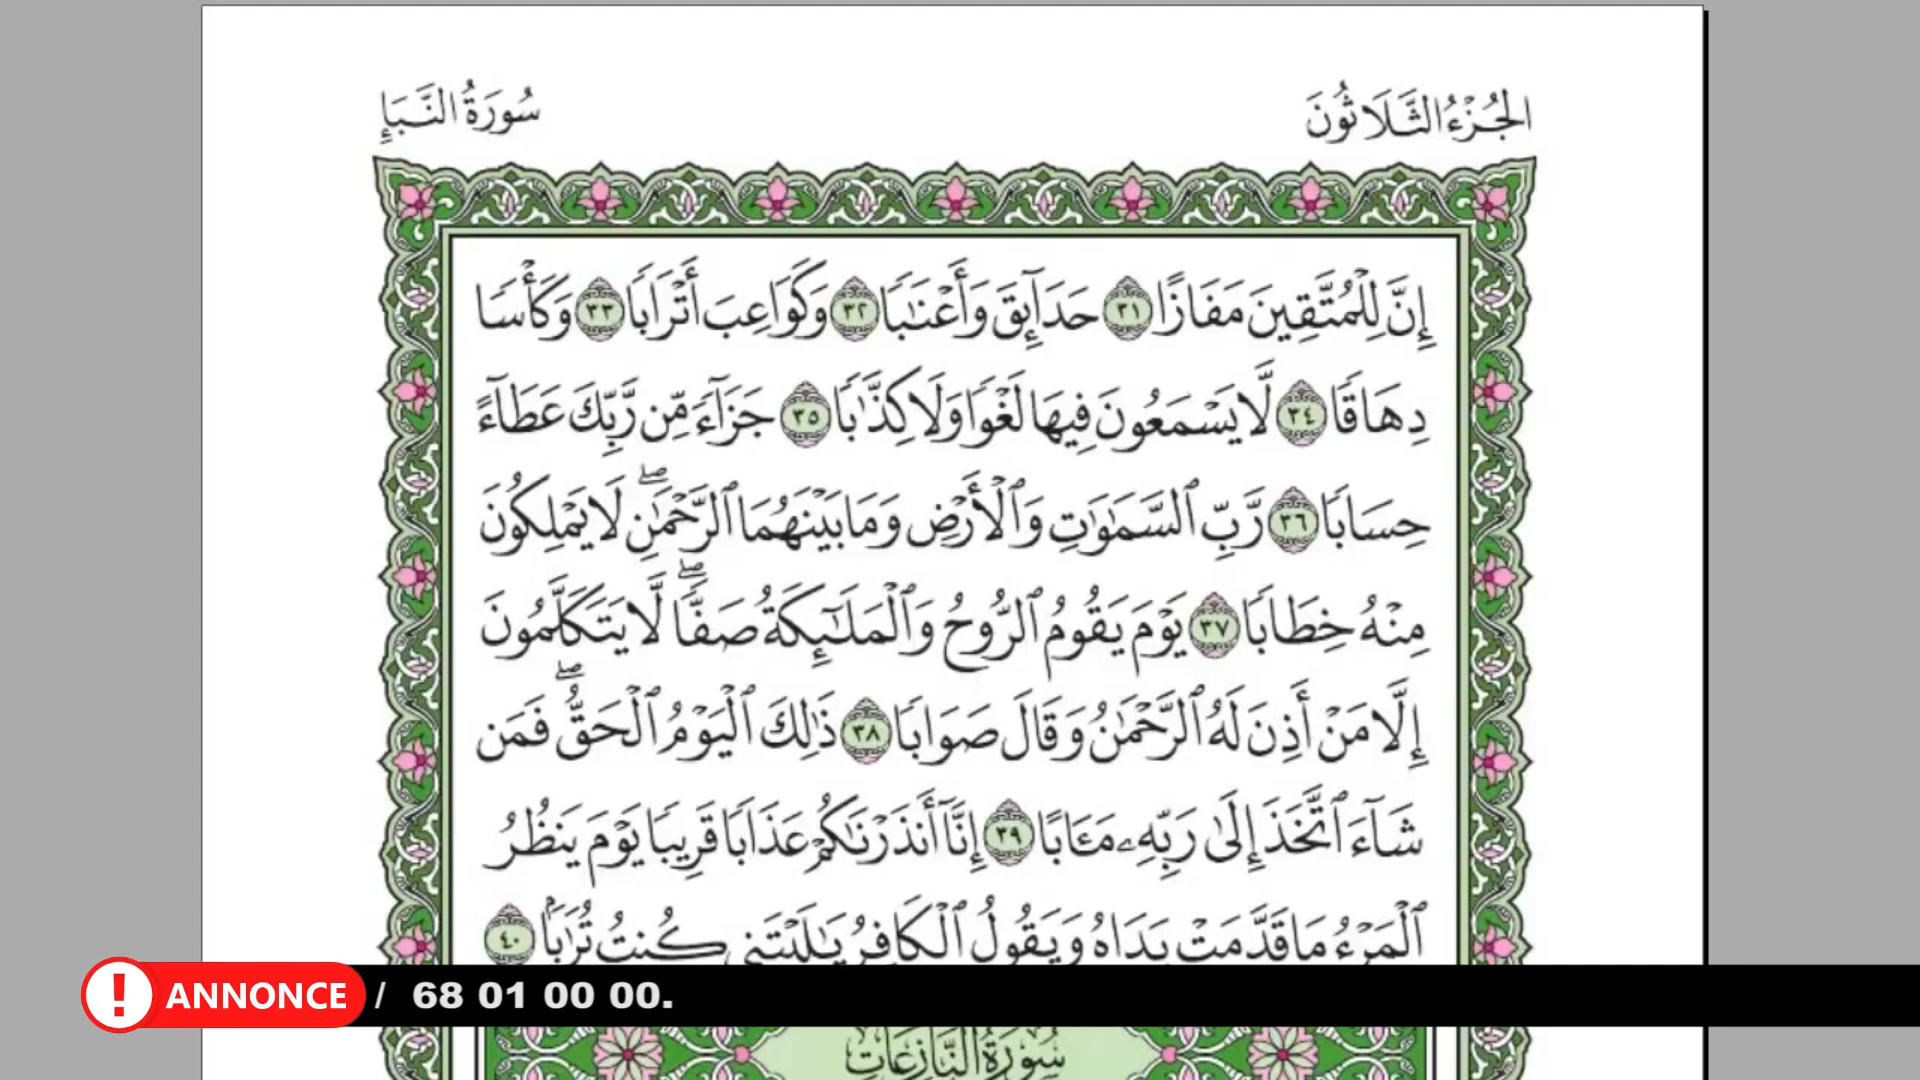 الجُزْءُ الثَّلَاثُونَ
سُورَةُ النَّبَإِ
إِنَّ لِلْمُتَّقِينَ مَفَازًا ٣١ حَدَآئِقَ وَأَعْنَٰبًا ٣٢ وَكَوَاعِبَ أَتْرَابًا ٣٣ وَكَأْسًا
دِهَاقًا ٣٤ لَّا يَسْمَعُونَ فِيهَا لَغْوًا وَلَا كِذَّٰبًا ٣٥ جَزَآءً مِّن رَّبِّكَ عَطَآءً
حِسَابًا ٣٦ رَّبِّ ٱلسَّمَٰوَٰتِ وَٱلْأَرْضِ وَمَا بَيْنَهُمَا ٱلرَّحْمَٰنِۖ لَا يَمْلِكُونَ
مِنْهُ خِطَابًا ٣٧ يَوْمَ يَقُومُ ٱلرُّوحُ وَٱلْمَلَٰٓئِكَةُ صَفًّاۖ لَّا يَتَكَلَّمُونَ
إِلَّا مَنْ أَذِنَ لَهُ ٱلرَّحْمَٰنُ وَقَالَ صَوَابًا ٣٨ ذَٰلِكَ ٱلْيَوْمُ ٱلْحَقُّۖ فَمَن
شَآءَ ٱتَّخَذَ إِلَىٰ رَبِّهِۦ مَـَٔابًا ٣٩ إِنَّآ أَنذَرْنَٰكُمْ عَذَابًا قَرِيبًا يَوْمَ يَنظُرُ
ٱلْمَرْءُ مَا قَدَّمَتْ يَدَاهُ وَيَقُولُ ٱلْكَافِرُ يَٰلَيْتَنِى كُنتُ تُرَٰبًۢا ٤٠
ANNONCE / 68 01 00 00.
سُورَةُ النَّازِعَاتِ